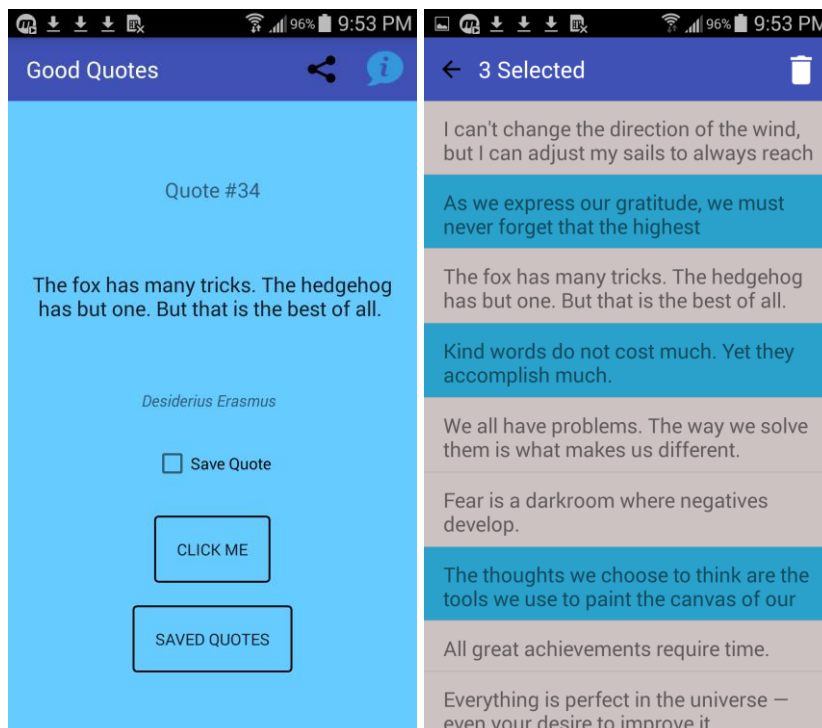 96% 9:53 PM
Good Quotes
Quote #34
The fox has many tricks. The hedgehog
has but one. But that is the best of all.
Desiderius Erasmus
Save Quote
CLICK ME
SAVED QUOTES
96% 9:53 PM
3 Selected
I can't change the direction of the wind,
but I can adjust my sails to always reach
As we express our gratitude, we must
never forget that the highest
The fox has many tricks. The hedgehog
has but one. But that is the best of all.
Kind words do not cost much. Yet they
accomplish much.
We all have problems. The way we solve
them is what makes us different.
Fear is a darkroom where negatives
develop.
The thoughts we choose to think are the
tools we use to paint the canvas of our
All great achievements require time.
Everything is perfect in the universe —
even your desire to improve it